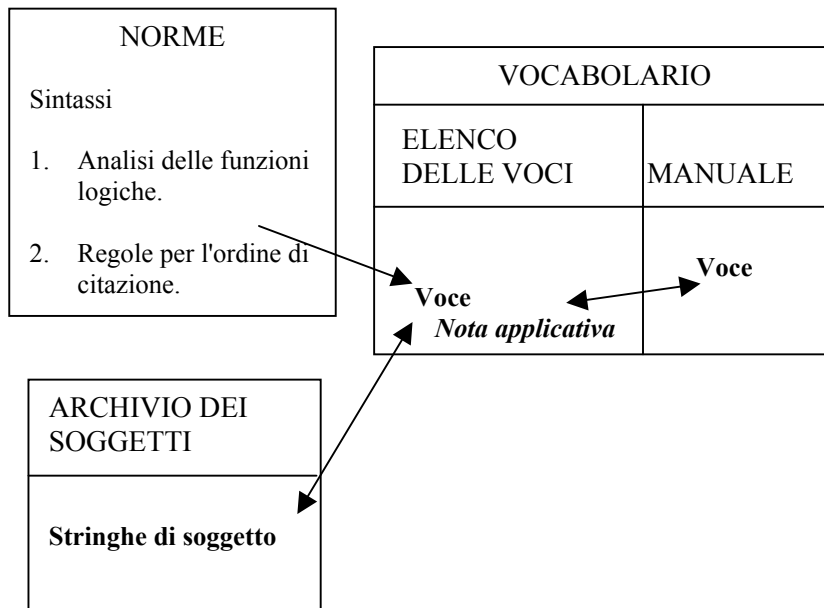 NORME
Sintassi
1. Analisi delle funzioni
logiche.
2. Regole per l'ordine di
citazione.
VOCABOLARIO
ELENCO
DELLE VOCI
MANUALE
Voce
Nota applicativa
Voce
ARCHIVIO DEI
SOGGETTI
Stringhe di soggetto